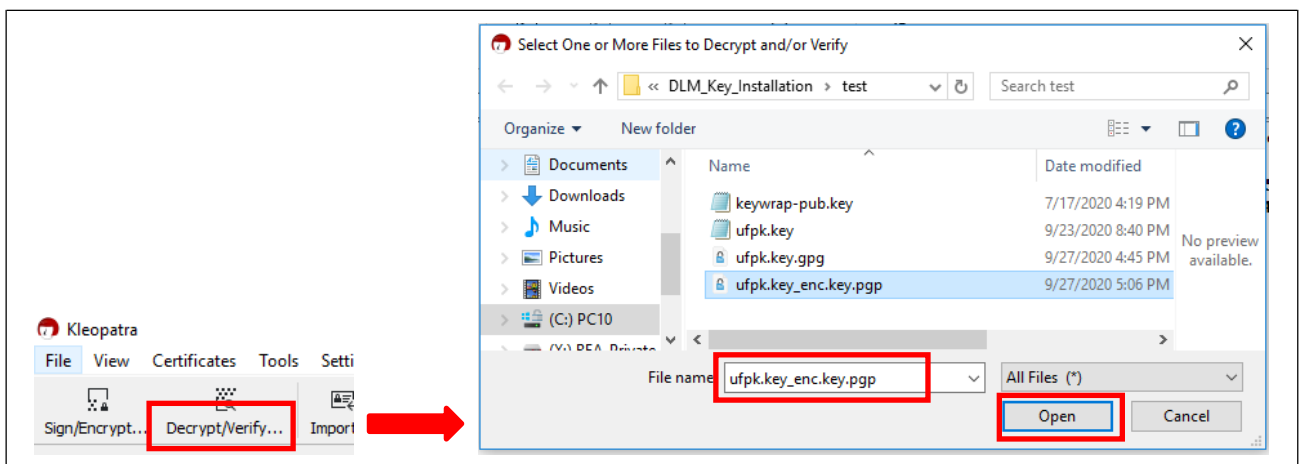 Select One or More Files to Decrypt and/or Verify
« DLM_Key_Installation › test
Search test
Organize
New folder
Documents
Downloads
Music
Pictures
Videos
(C:) PC10
Name
Date modified
keywrap-pub.key 7/17/2020 4:19 PM
ufpk.key 9/23/2020 8:40 PM
ufpk.key.gpg 9/27/2020 4:45 PM
ufpk.key_enc.key.pgp 9/27/2020 5:06 PM
No preview
available.
File name
ufpk.key_enc.key.pgp
All Files (*)
Open
Cancel
Kleopatra
File View Certificates Tools Setti
Sign/Encrypt... Decrypt/Verify... Import